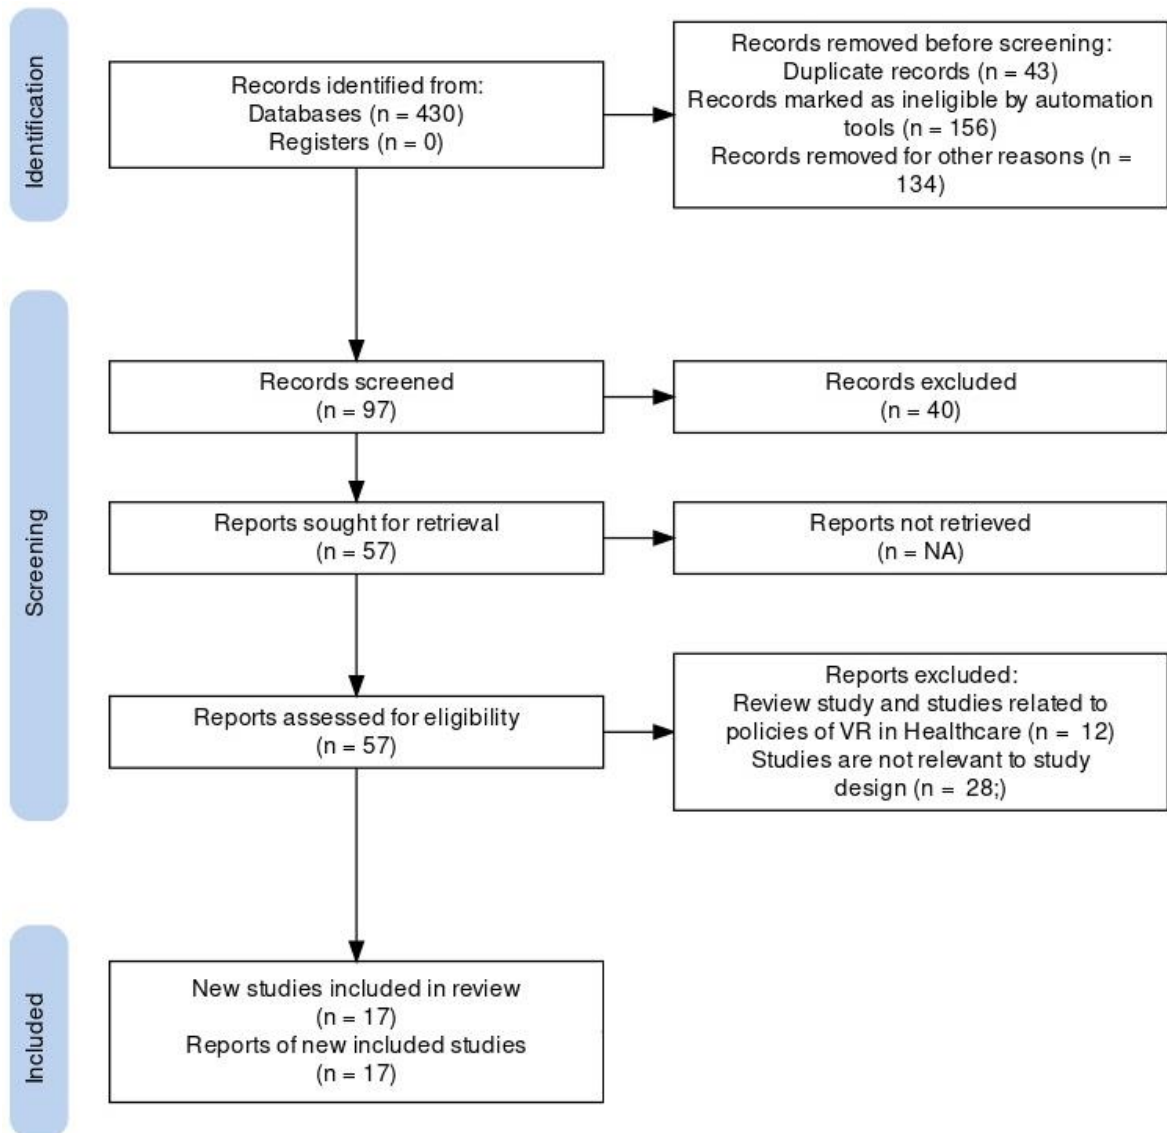 Identification
Records identified from:
Databases (n = 430)
Registers (n = 0)
Records removed before screening:
Duplicate records (n = 43)
Records marked as ineligible by automation
tools (n = 156)
Records removed for other reasons (n =
134)
Screening
Records screened
(n = 97)
Records excluded
(n = 40)
Reports sought for retrieval
(n = 57)
Reports not retrieved
(n = NA)
Reports assessed for eligibility
(n = 57)
Reports excluded:
Review study and studies related to
policies of VR in Healthcare (n = 12)
Studies are not relevant to study
design (n = 28;)
Included
New studies included in review
(n = 17)
Reports of new included studies
(n = 17)